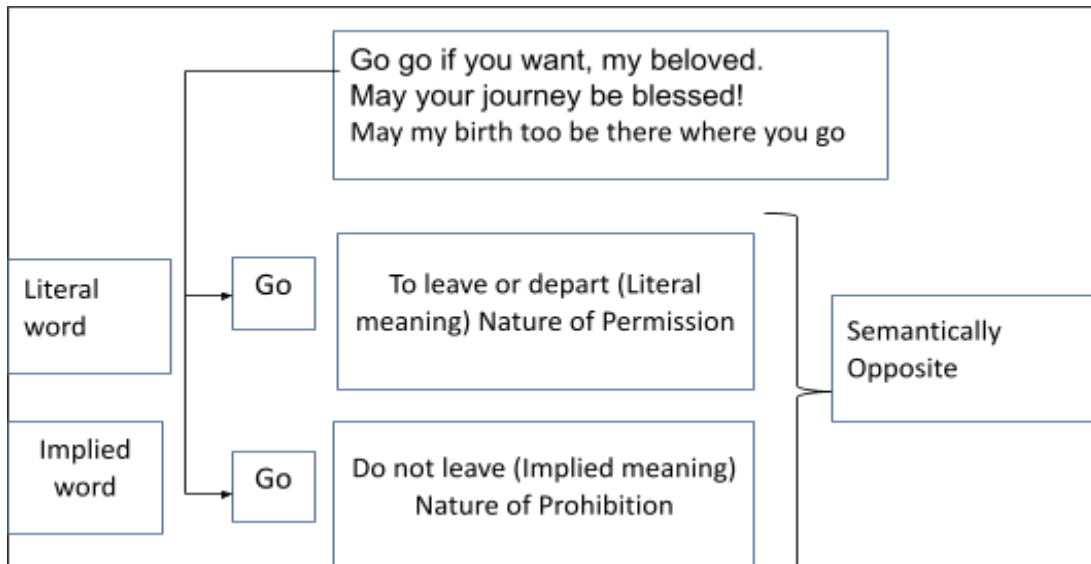 Go go if you want, my beloved.
May your journey be blessed!
May my birth too be there where you go
Literal
word
Go
To leave or depart (Literal
meaning) Nature of Permission
Semantically
Opposite
Implied
word
Go
Do not leave (Implied meaning)
Nature of Prohibition